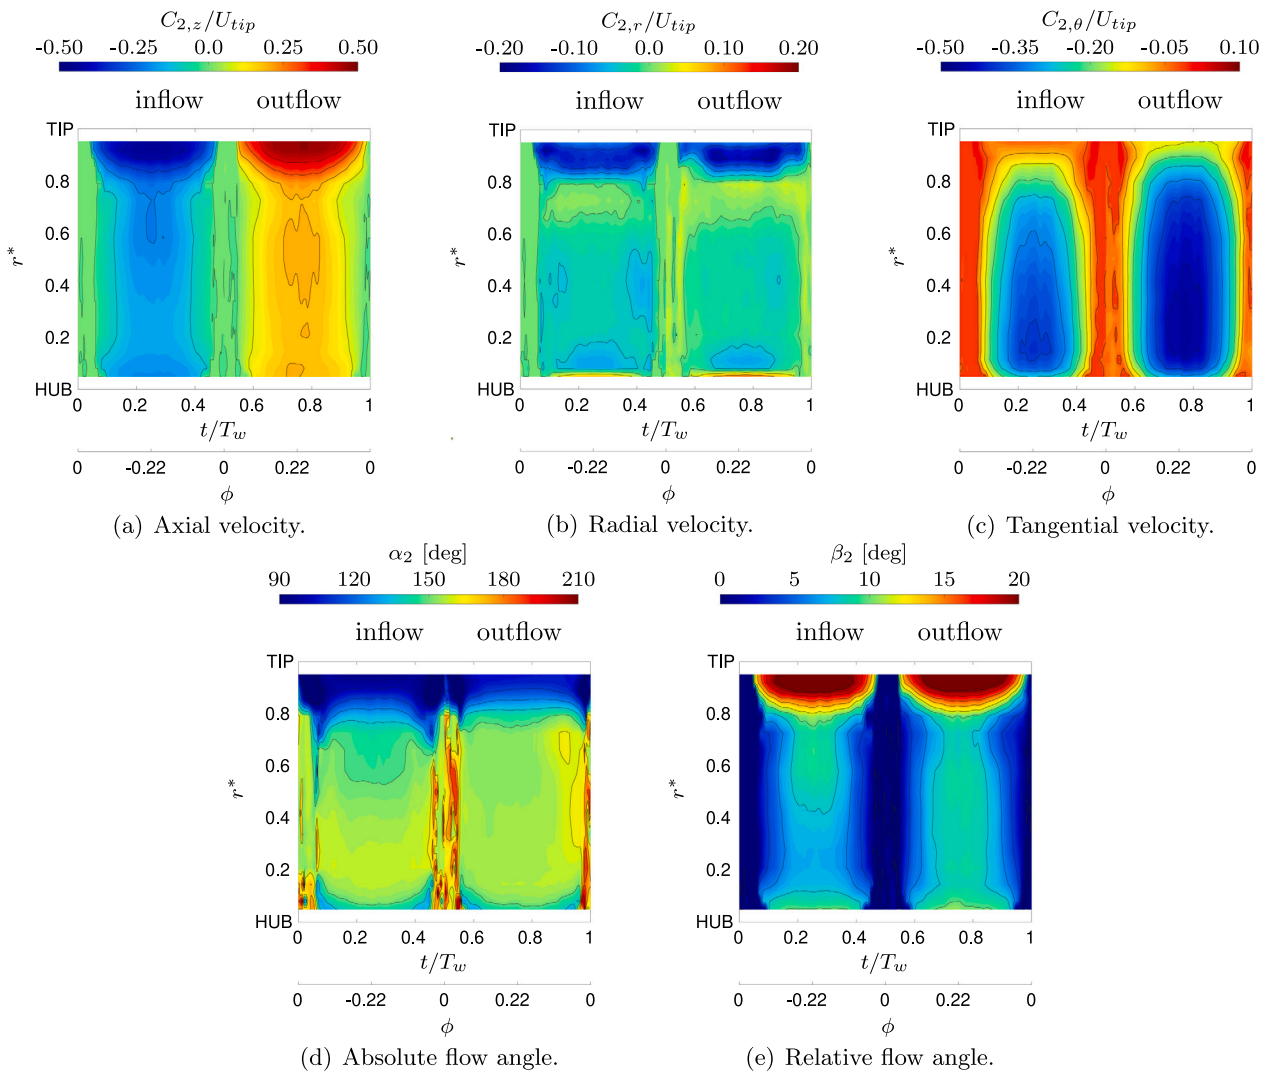 C2,z/Utip
-0.50 -0.25 0.0 0.25 0.50
inflow outflow
TIP
0.8
0.6
r*
0.4
0.2
HUB
0 0.2 0.4 0.6 0.8 1
t/Tw
0 -0.22 0 0.22 0
ϕ
(a) Axial velocity.
C2,r/Utip
-0.20 -0.10 0.0 0.10 0.20
inflow outflow
TIP
0.8
0.6
r*
0.4
0.2
HUB
0 0.2 0.4 0.6 0.8 1
t/Tw
0 -0.22 0 0.22 0
ϕ
(b) Radial velocity.
C2,θ/Utip
-0.50 -0.35 -0.20 -0.05 0.10
inflow outflow
TIP
0.8
0.6
r*
0.4
0.2
HUB
0 0.2 0.4 0.6 0.8 1
t/Tw
0 -0.22 0 0.22 0
ϕ
(c) Tangential velocity.
α2 [deg]
90 120 150 180 210
inflow outflow
TIP
0.8
0.6
r*
0.4
0.2
HUB
0 0.2 0.4 0.6 0.8 1
t/Tw
0 -0.22 0 0.22 0
ϕ
(d) Absolute flow angle.
β2 [deg]
0 5 10 15 20
inflow outflow
TIP
0.8
0.6
r*
0.4
0.2
HUB
0 0.2 0.4 0.6 0.8 1
t/Tw
0 -0.22 0 0.22 0
ϕ
(e) Relative flow angle.